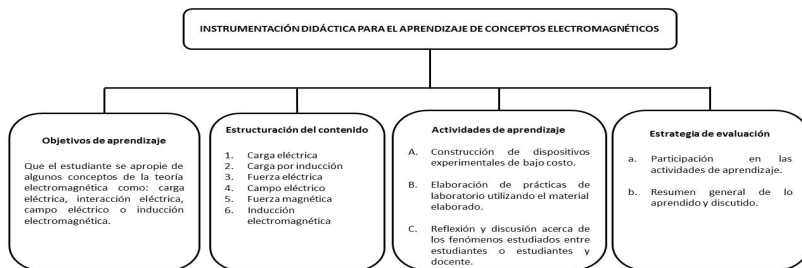 INSTRUMENTACIÓN DIDÁCTICA PARA EL APRENDIZAJE DE CONCEPTOS ELECTROMAGNÉTICOS
Objetivos de aprendizaje
Que el estudiante se apropie de
algunos conceptos de la teoría
electromagnética como: carga
eléctrica, interacción eléctrica,
campo eléctrico o inducción
electromagnética.
Estructuración del contenido
1. Carga eléctrica
2. Carga por inducción
3. Fuerza eléctrica
4. Campo eléctrico
5. Fuerza magnética
6. Inducción
electromagnética
Actividades de aprendizaje
A. Construcción de dispositivos
experimentales de bajo costo.
B. Elaboración de prácticas de
laboratorio utilizando el material
elaborado.
C. Reflexión y discusión acerca de
los fenómenos estudiados entre
estudiantes o estudiantes y
docente.
Estrategia de evaluación
a. Participación en las
actividades de aprendizaje.
b. Resumen general de lo
aprendido y discutido.